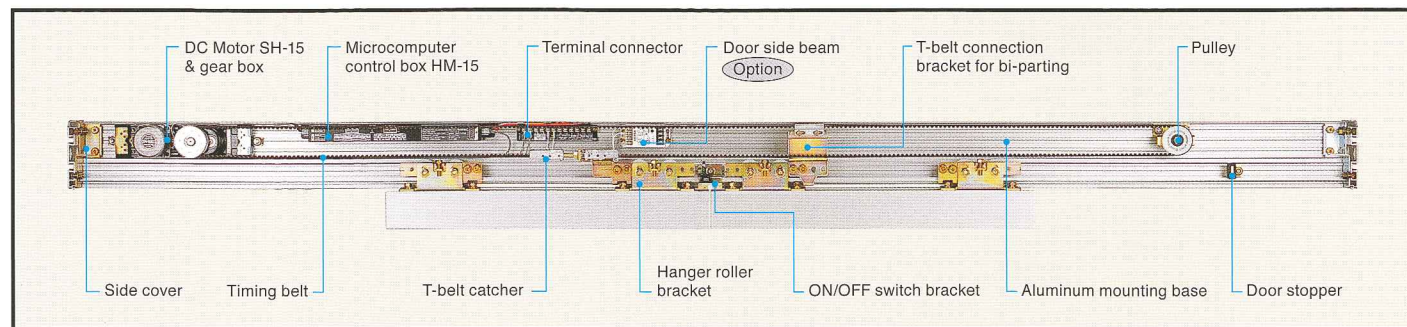 DC Motor SH-15
& gear box
Microcomputer
control box HM-15
Terminal connector
Door side beam
Option
T-belt connection
bracket for bi-parting
Pulley
Side cover
Timing belt
T-belt catcher
Hanger roller
bracket
ON/OFF switch bracket
Aluminum mounting base
Door stopper